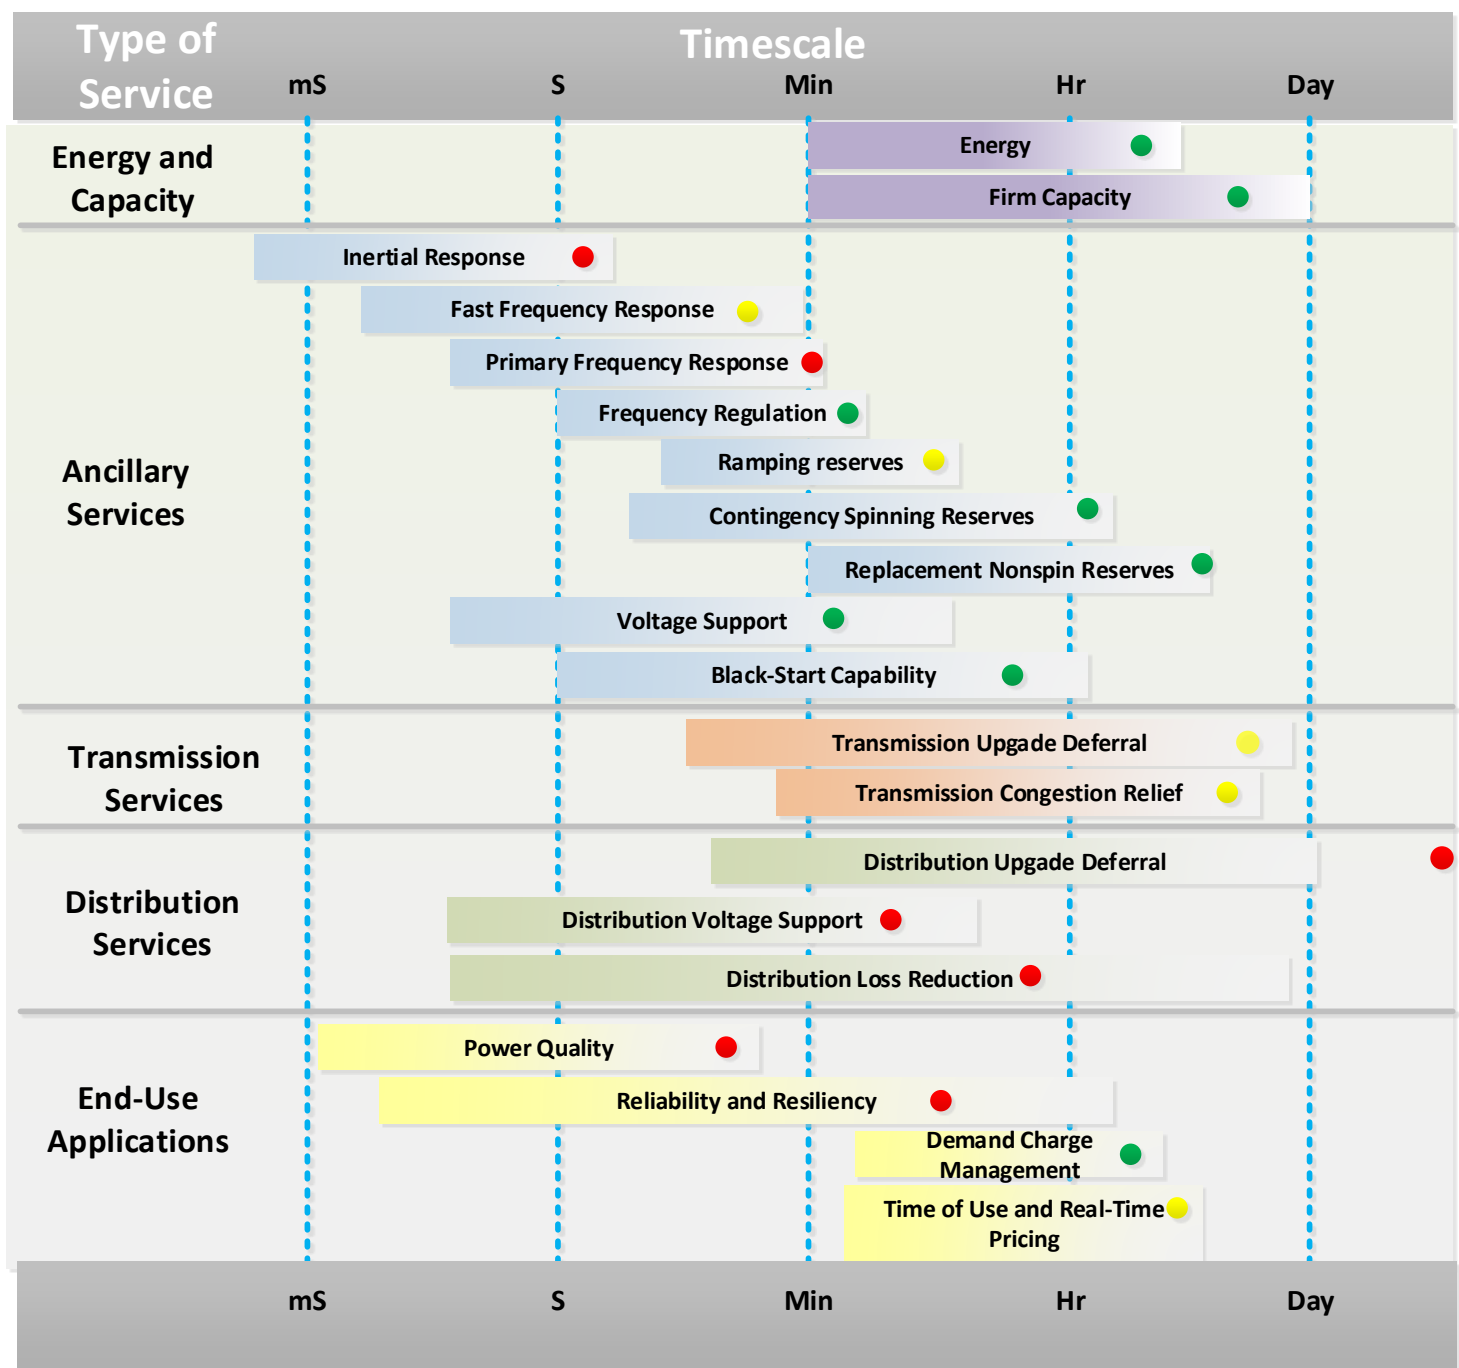 Type of
Service
Timescale
mS S Min Hr Day
Energy and
Capacity
Energy
Firm Capacity
Ancillary
Services
Inertial Response
Fast Frequency Response
Primary Frequency Response
Frequency Regulation
Ramping reserves
Contingency Spinning Reserves
Replacement Nonspin Reserves
Voltage Support
Black-Start Capability
Transmission
Services
Transmission Upgade Deferral
Transmission Congestion Relief
Distribution
Services
Distribution Upgade Deferral
Distribution Voltage Support
Distribution Loss Reduction
End-Use
Applications
Power Quality
Reliability and Resiliency
Demand Charge
Management
Time of Use and Real-Time
Pricing
mS S Min Hr Day